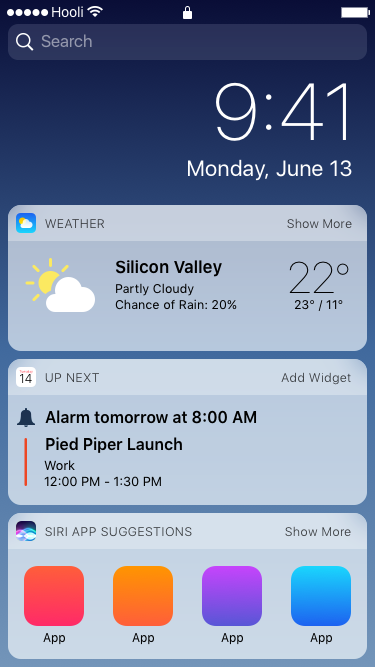 Hooli
Search
9:41
Monday, June 13
WEATHER
Show More
Silicon Valley
Partly Cloudy
Chance of Rain: 20%
22°
23° / 11°
14
UP NEXT
Add Widget
Alarm tomorrow at 8:00 AM
Pied Piper Launch
Work
12:00 PM - 1:30 PM
SIRI APP SUGGESTIONS
Show More
App
App
App
App